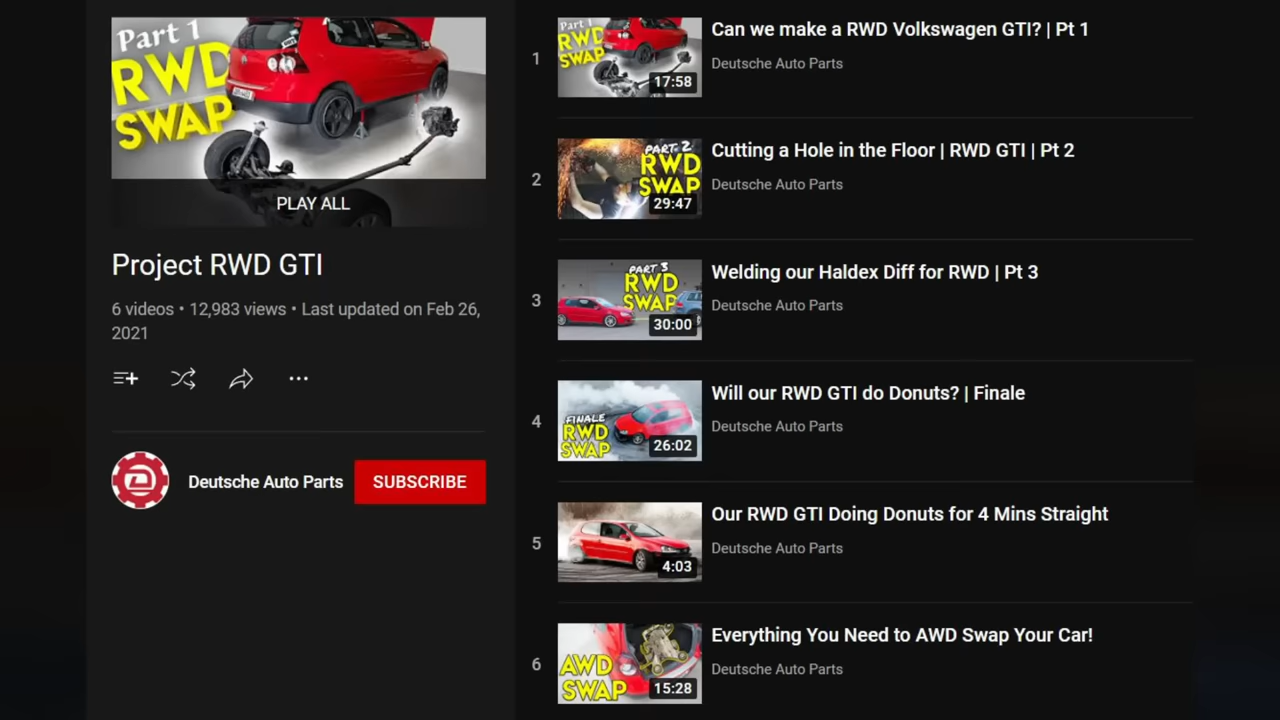 Part 1
RWD
SWAP
PLAY ALL
Project RWD GTI
6 videos • 12,983 views • Last updated on Feb 26,
2021
Deutsche Auto Parts
SUBSCRIBE
1
Part 1
RWD
SWAP
17:58
Can we make a RWD Volkswagen GTI? | Pt 1
Deutsche Auto Parts
2
PART 2
RWD
SWAP
29:47
Cutting a Hole in the Floor | RWD GTI | Pt 2
Deutsche Auto Parts
3
PART 3
RWD
SWAP
30:00
Welding our Haldex Diff for RWD | Pt 3
Deutsche Auto Parts
4
FINALE
RWD
SWAP
26:02
Will our RWD GTI do Donuts? | Finale
Deutsche Auto Parts
5
4:03
Our RWD GTI Doing Donuts for 4 Mins Straight
Deutsche Auto Parts
6
AWD
SWAP
15:28
Everything You Need to AWD Swap Your Car!
Deutsche Auto Parts